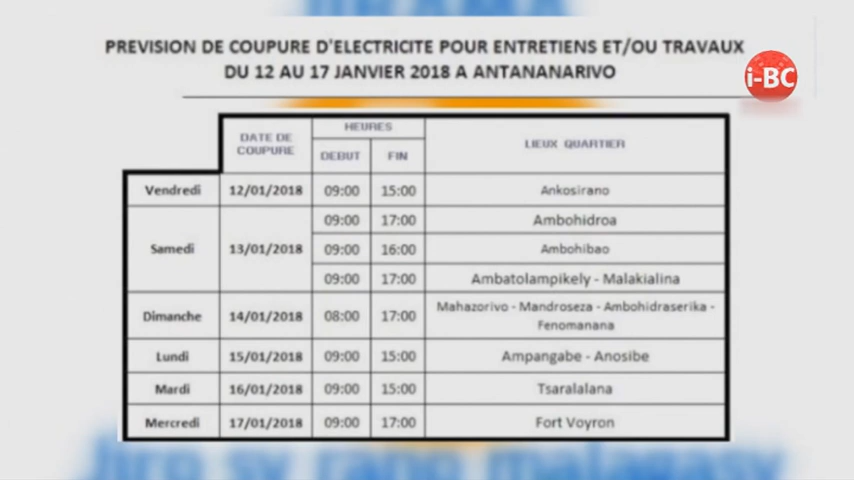 JIRAMA
PREVISION DE COUPURE D'ELECTRICITE POUR ENTRETIENS ET/OU TRAVAUX
DU 12 AU 17 JANVIER 2018 A ANTANANARIVO
i-BC
DATE DE COUPURE HEURES LIEUX QUARTIER
DEBUT FIN
Vendredi 12/01/2018 09:00 15:00 Ankosirano
Samedi 13/01/2018 09:00 17:00 Ambohidroa
09:00 16:00 Ambohibao
09:00 17:00 Ambatolampikely - Malakialina
Dimanche 14/01/2018 08:00 17:00 Mahazorivo - Mandroseza - Ambohidraserika -
Fenomanana
Lundi 15/01/2018 09:00 15:00 Ampangabe - Anosibe
Mardi 16/01/2018 09:00 15:00 Tsaralalana
Mercredi 17/01/2018 09:00 17:00 Fort Voyron
Jiro sy rano malagasy